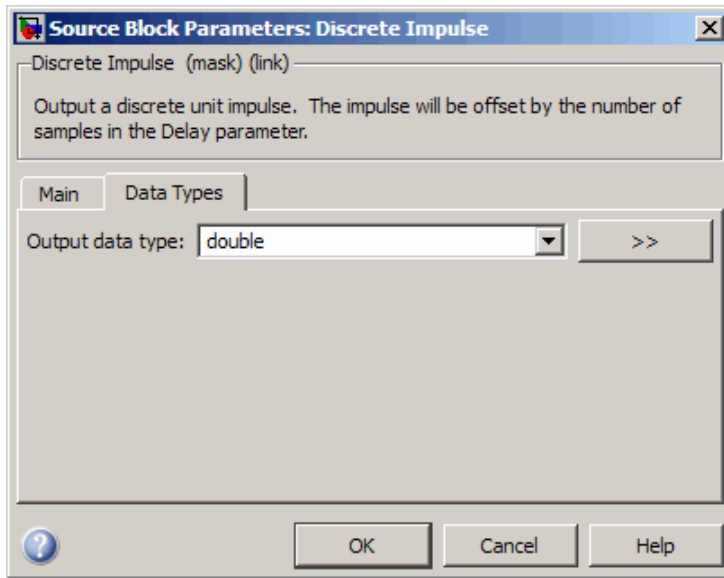 Source Block Parameters: Discrete Impulse
Discrete Impulse (mask) (link)
Output a discrete unit impulse. The impulse will be offset by the number of
samples in the Delay parameter.
Main Data Types
Output data type: double >>
OK Cancel Help